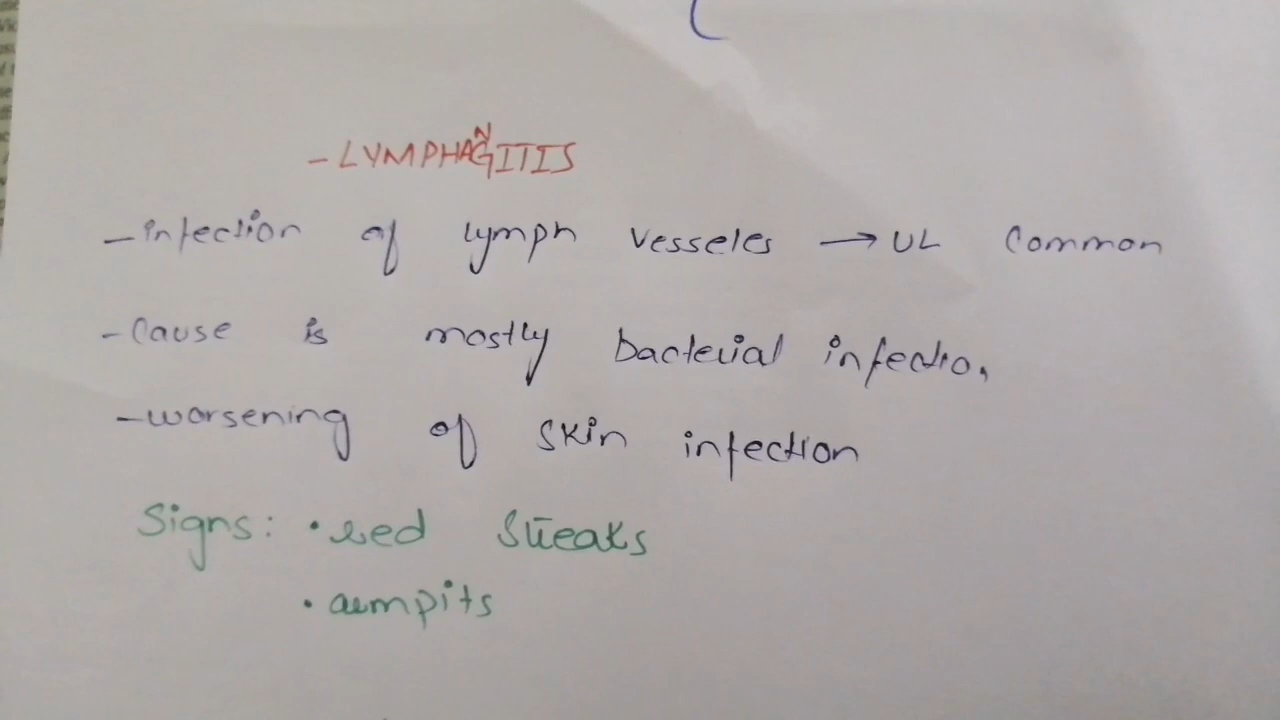 - LYMPHANGITIS
- infection of lymph vesseles → UL Common
- Cause is mostly bacterial infection
- worsening of skin infection
Signs: • red streaks
• armpits